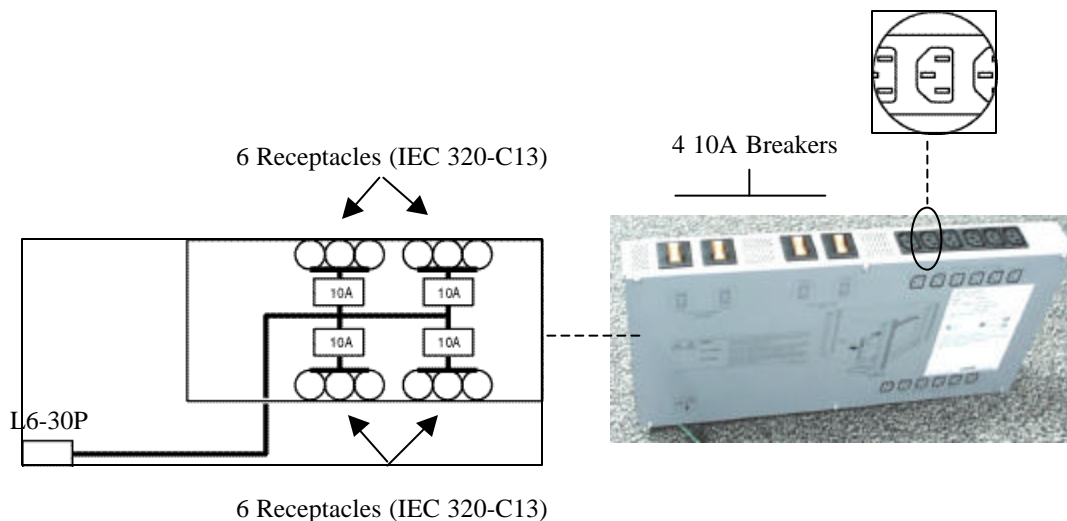 6 Receptacles (IEC 320-C13)
4 10A Breakers
10A
10A
10A
10A
L6-30P
6 Receptacles (IEC 320-C13)